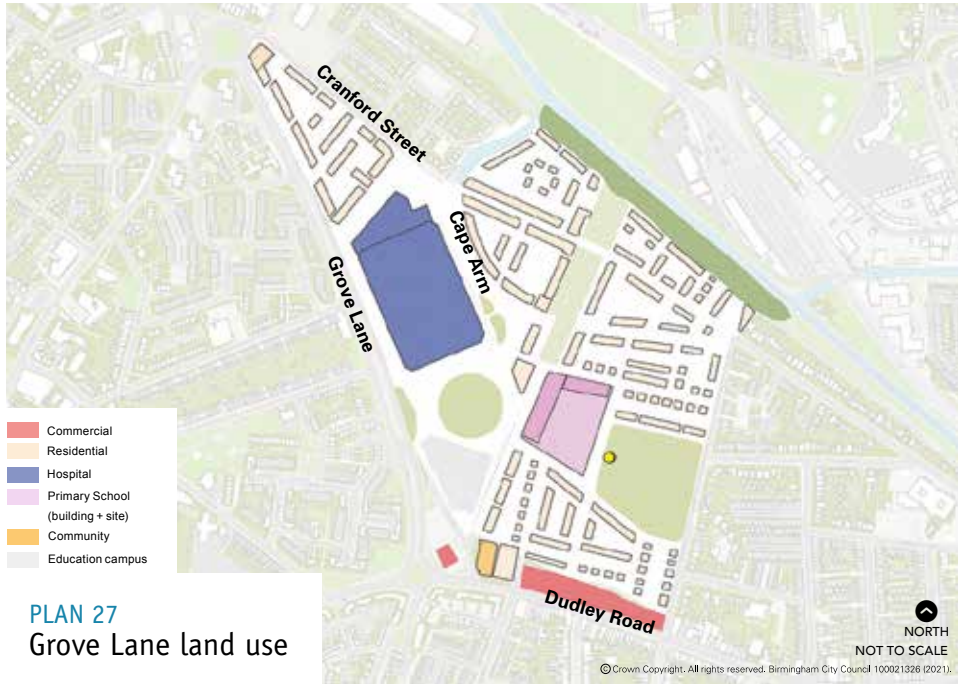 Cranford Street
Cape Arm
Grove Lane
Commercial
Residential
Hospital
Primary School
(building + site)
Community
Education campus
Dudley Road
PLAN 27
Grove Lane land use
NORTH
NOT TO SCALE
©Crown Copyright. All rights reserved. Birmingham City Council 100021326 (2021).